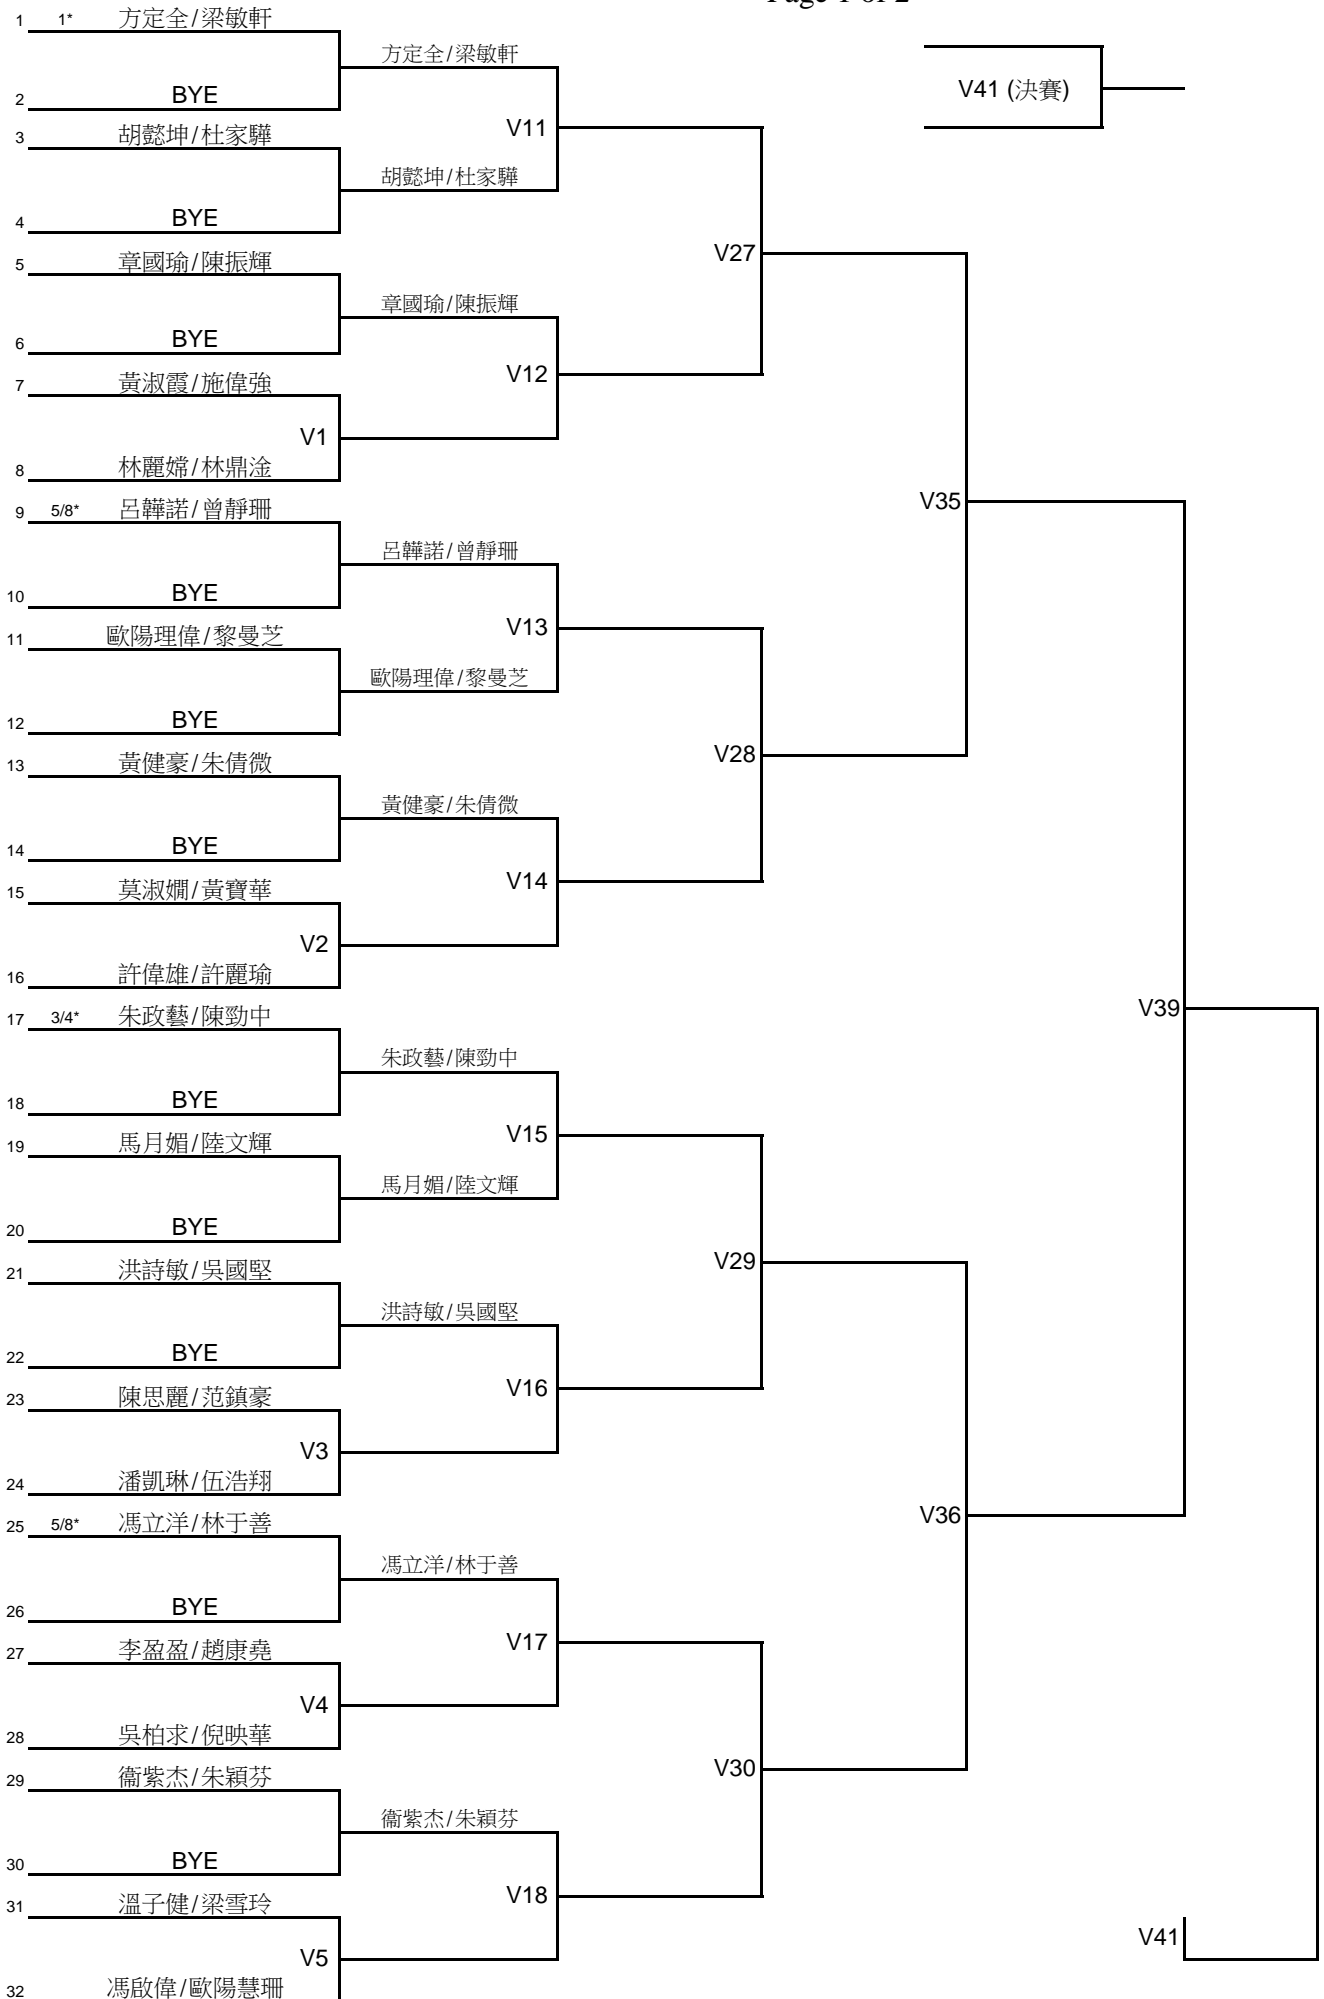 Page 1 of 2
1 1* 方定全/梁敏軒
方定全/梁敏軒
V41 (決賽)
2 BYE
V11
3 胡懿坤/杜家驊
胡懿坤/杜家驊
4 BYE
V27
5 章國瑜/陳振輝
章國瑜/陳振輝
6 BYE
V12
7 黃淑霞/施偉強
V1
8 林麗嫦/林鼎淦
V35
9 5/8* 呂韡諾/曾靜珊
呂韡諾/曾靜珊
10 BYE
V13
11 歐陽理偉/黎曼芝
歐陽理偉/黎曼芝
12 BYE
V28
13 黃健豪/朱倩微
黃健豪/朱倩微
14 BYE
V14
15 莫淑嫺/黃寶華
V2
16 許偉雄/許麗瑜
V39
17 3/4* 朱政藝/陳勁中
朱政藝/陳勁中
18 BYE
V15
19 馬月媚/陸文輝
馬月媚/陸文輝
20 BYE
V29
21 洪詩敏/吳國堅
洪詩敏/吳國堅
22 BYE
V16
23 陳思麗/范鎮豪
V3
24 潘凱琳/伍浩翔
V36
25 5/8* 馮立洋/林于善
馮立洋/林于善
26 BYE
V17
27 李盈盈/趙康堯
V4
28 吳柏求/倪映華
V30
29 衞紫杰/朱穎芬
衞紫杰/朱穎芬
30 BYE
V18
31 溫子健/梁雪玲
V41
V5
32 馮啟偉/歐陽慧珊